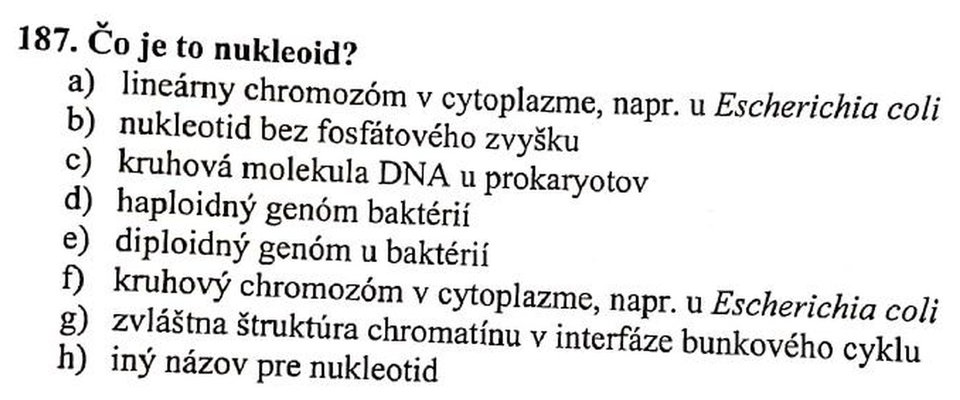 187. Čo je to nukleoid?
a) lineárny chromozóm v cytoplazme, napr. u Escherichia coli
b) nukleotid bez fosfátového zvyšku
c) kruhová molekula DNA u prokaryotov
d) haploidný genóm baktérií
e) diploidný genóm u baktérií
f) kruhový chromozóm v cytoplazme, napr. u Escherichia coli
g) zvláštna štruktúra chromatínu v interfáze bunkového cyklu
h) iný názov pre nukleotid